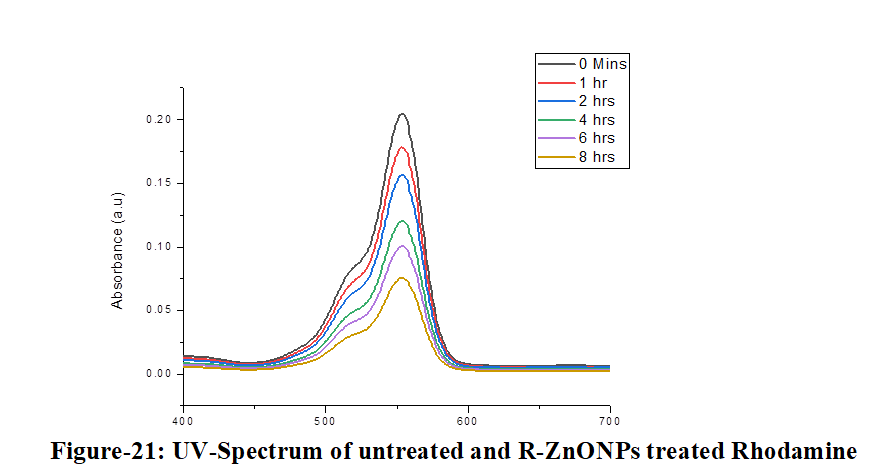 0 Mins
1 hr
2 hrs
4 hrs
6 hrs
8 hrs
0.20
0.15
0.10
0.05
0.00
Absorbance (a.u)
400 500 600 700
Figure-21: UV-Spectrum of untreated and R-ZnONPs treated Rhodamine